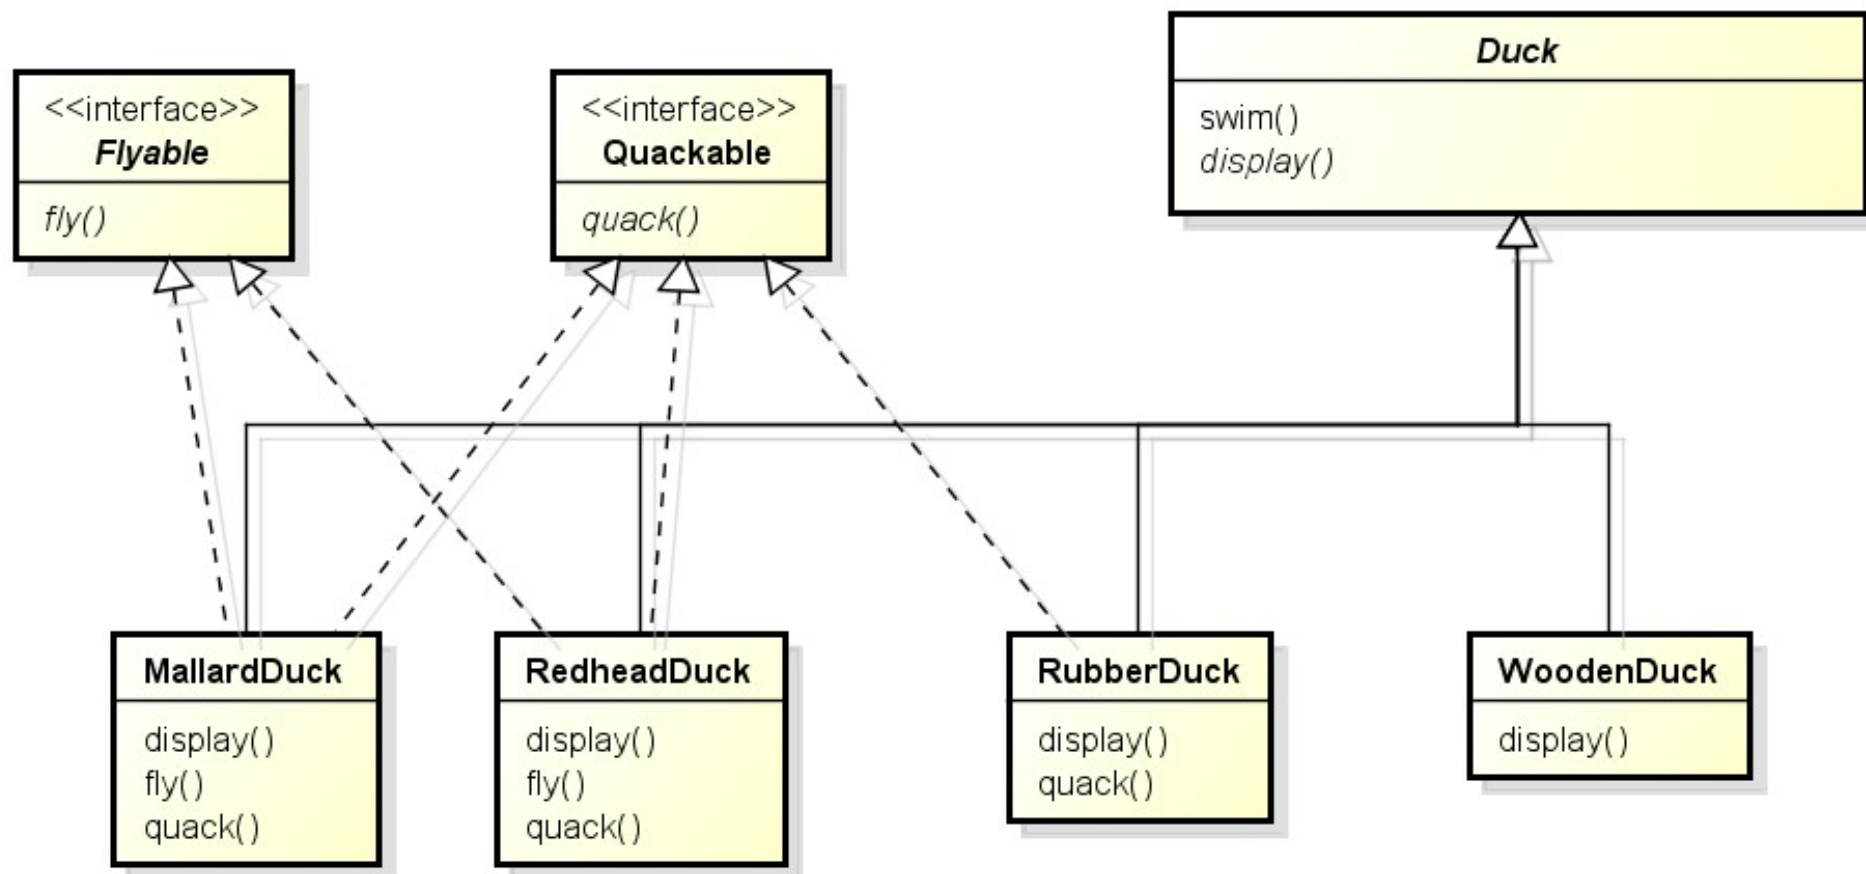 <<interface>>
Flyable
fly()
<<interface>>
Quackable
quack()
Duck
swim()
display()
MallardDuck
display()
fly()
quack()
RedheadDuck
display()
fly()
quack()
RubberDuck
display()
quack()
WoodenDuck
display()